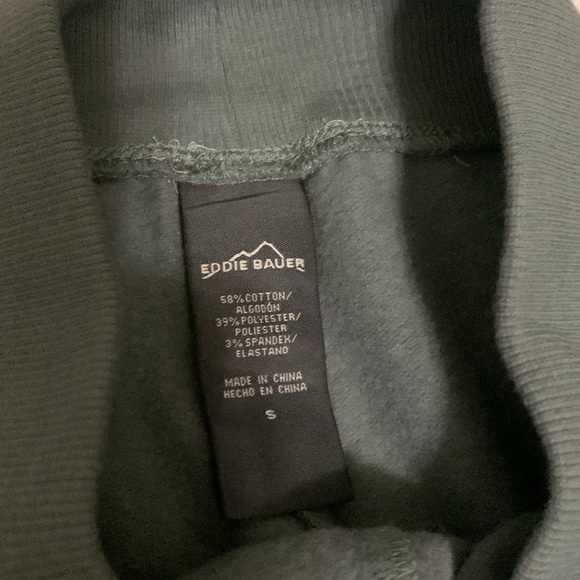 EDDIE BAUER
58% COTTON/
ALGODÓN
39% POLYESTER/
POLIESTER
3% SPANDEX/
ELASTANO
MADE IN CHINA
HECHO EN CHINA
S